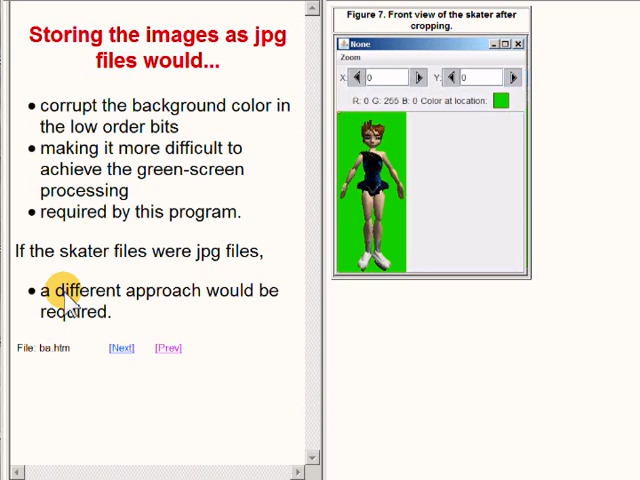 Storing the images as jpg
files would...
• corrupt the background color in
the low order bits
• making it more difficult to
achieve the green-screen
processing
• required by this program.
If the skater files were jpg files,
• a different approach would be
required.
File: ba.htm [Next] [Prev]
Figure 7. Front view of the skater after
cropping.
None
Zoom
X: 0 Y: 0
R: 0 G: 255 B: 0 Color at location: